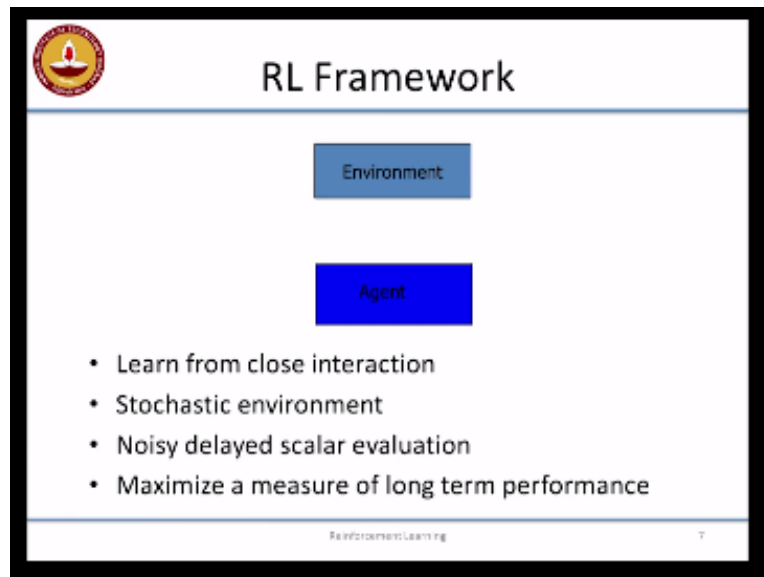 RL Framework
Environment
Agent
• Learn from close interaction
• Stochastic environment
• Noisy delayed scalar evaluation
• Maximize a measure of long term performance
Reinforcement Learning
7